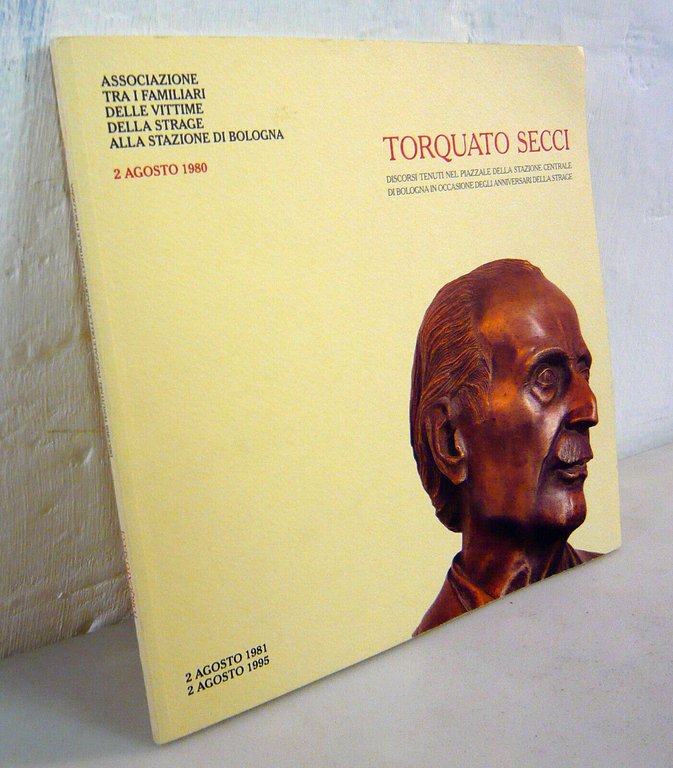 ASSOCIAZIONE
TRA I FAMILIARI
DELLE VITTIME
DELLA STRAGE
ALLA STAZIONE DI BOLOGNA
2 AGOSTO 1980
TORQUATO SECCI
DISCORSI TENUTI NEL PIAZZALE DELLA STAZIONE CENTRALE
DI BOLOGNA IN OCCASIONE DEGLI ANNIVERSARI DELLA STRAGE
2 AGOSTO 1981
2 AGOSTO 1995